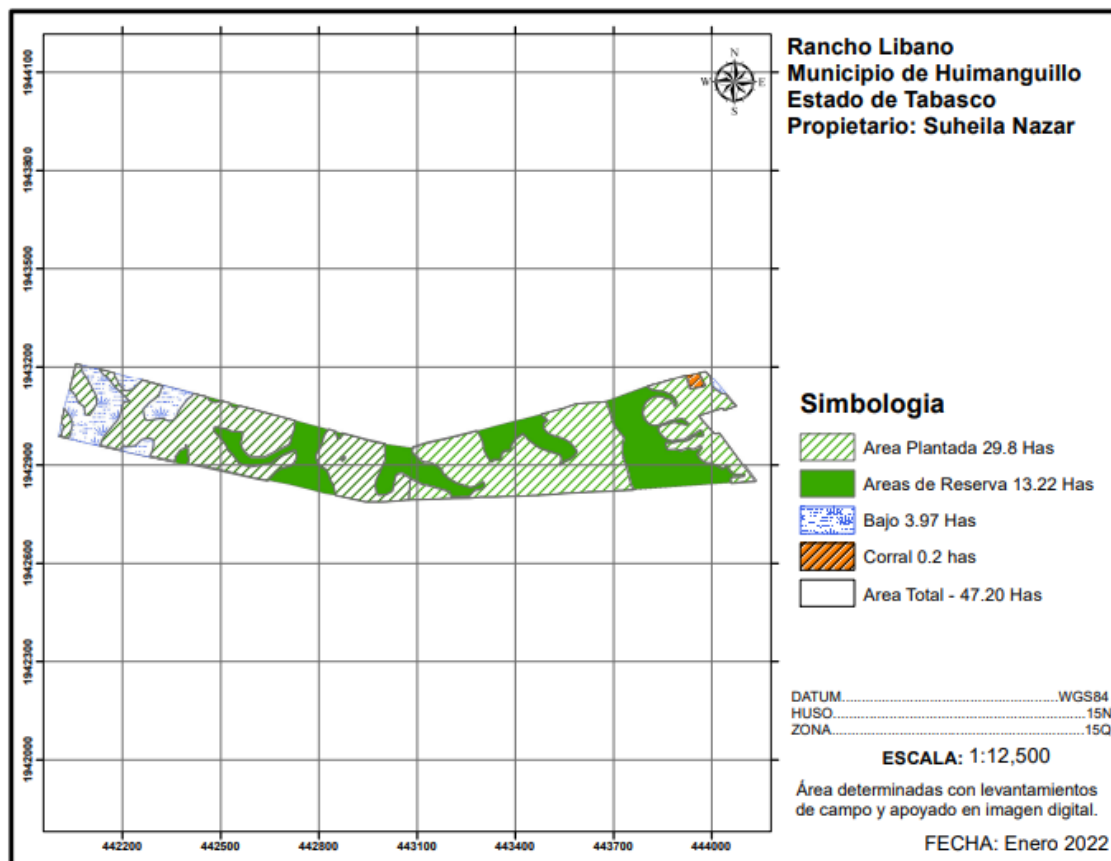 Rancho Libano
Municipio de Huimanguillo
Estado de Tabasco
Propietario: Suheila Nazar
N
W E
S
1944100
1943800
1943500
1943200
1942900
1942600
1942300
1942000
442200 442500 442800 443100 443400 443700 444000
Simbologia
Area Plantada 29.8 Has
Areas de Reserva 13.22 Has
Bajo 3.97 Has
Corral 0.2 has
Area Total - 47.20 Has
DATUM..........................................WGS84
HUSO..................................................15N
ZONA..................................................15Q
ESCALA: 1:12,500
Área determinadas con levantamientos
de campo y apoyado en imagen digital.
FECHA: Enero 2022